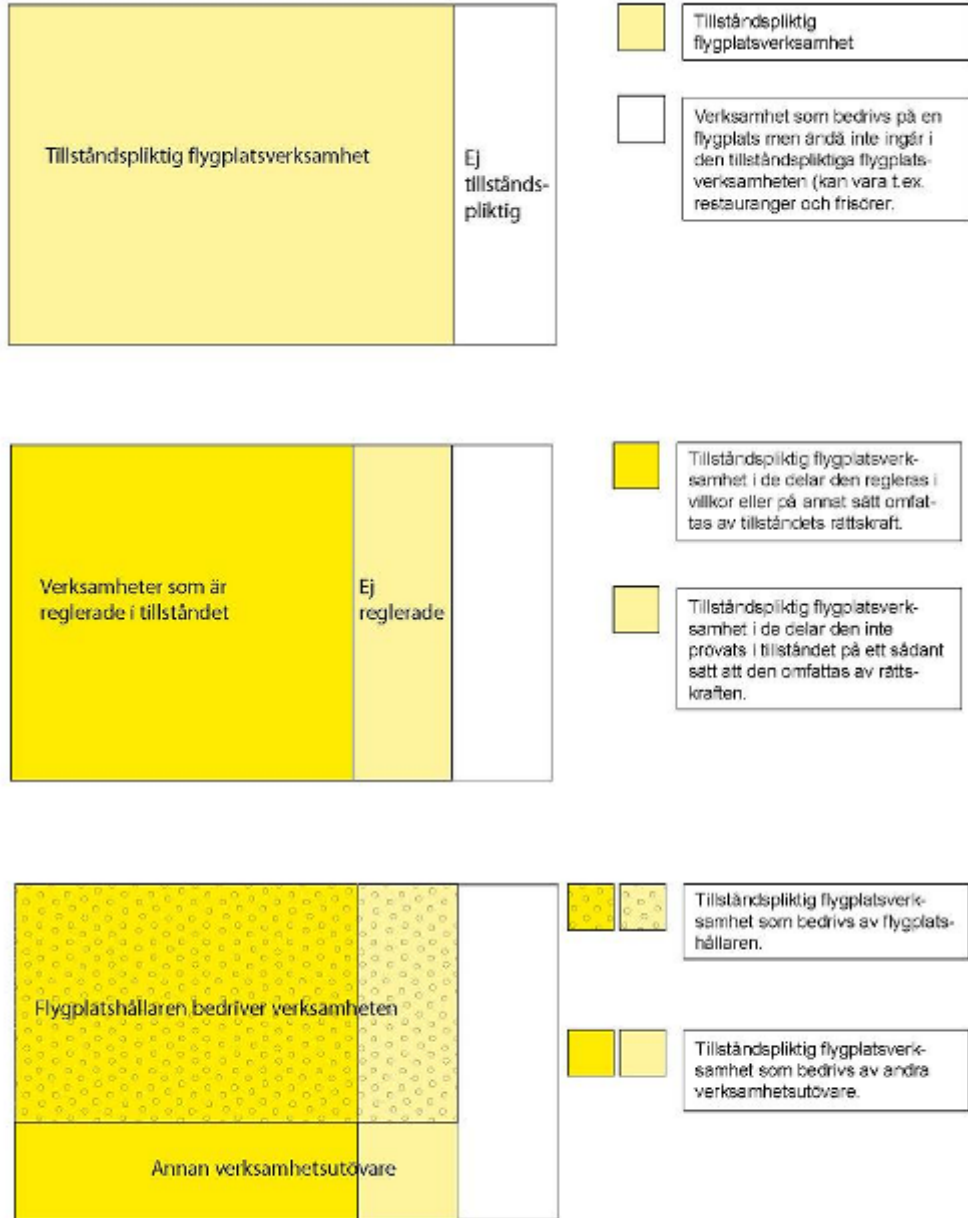 Tillståndspliktig flygplatsverksamhet
Ej
tillstånds-
pliktig
Tillståndspliktig
flygplatsverksamhet
Verksamhet som bedrivs på en
flygplats men ändå inte ingår i
den tillståndspliktiga flygplats-
verksamheten (kan vara t.ex.
restauranger och frisörer.
Verksamheter som är
reglerade i tillståndet
Ej
reglerade
Tillståndspliktig flygplatsverk-
samhet i de delar den regleras i
villkor eller på annat sätt omfat-
tas av tillståndets rättskraft.
Tillståndspliktig flygplatsverk-
samhet i de delar den inte
prövats i tillståndet på ett sådant
sätt att den omfattas av rätts-
kraften.
Flygplatshållaren bedriver verksamheten
Annan verksamhetsutövare
Tillståndspliktig flygplatsverk-
samhet som bedrivs av flygplats-
hållaren.
Tillståndspliktig flygplatsverk-
samhet som bedrivs av andra
verksamhetsutövare.